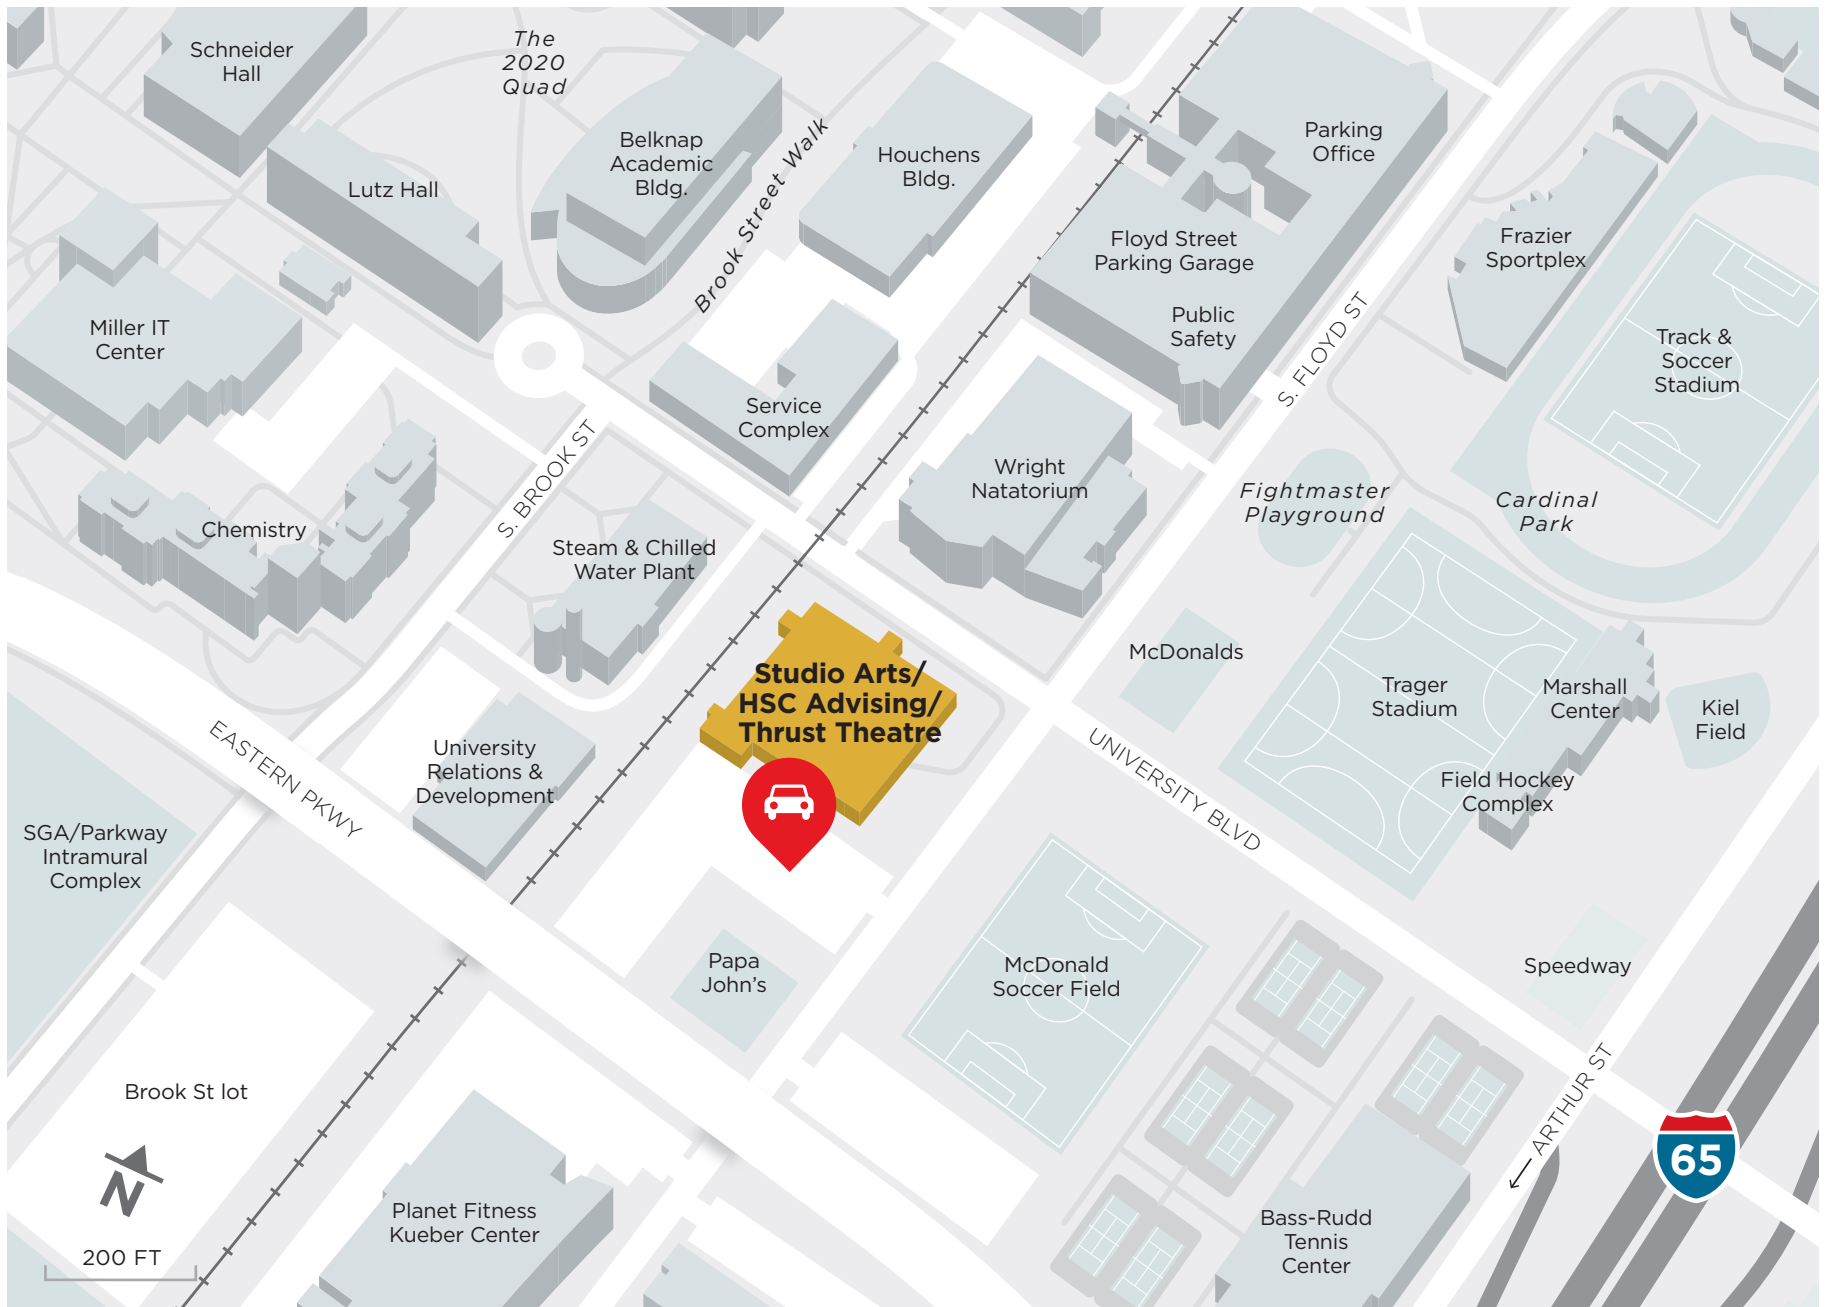 Schneider
Hall
The
2020
Quad
Belknap
Academic
Bldg.
Brook Street Walk
Houchens
Bldg.
Parking
Office
Lutz Hall
Floyd Street
Parking Garage
Public
Safety
Frazier
Sportplex
Miller IT
Center
S. FLOYD ST
Track &
Soccer
Stadium
Service
Complex
S. BROOK ST
Wright
Natatorium
Fightmaster
Playground
Cardinal
Park
Chemistry
Steam & Chilled
Water Plant
McDonalds
Studio Arts/
HSC Advising/
Thrust Theatre
Trager
Stadium
Marshall
Center
Kiel
Field
EASTERN PKWY
University
Relations &
Development
UNIVERSITY BLVD
Field Hockey
Complex
SGA/Parkway
Intramural
Complex
Papa
John's
McDonald
Soccer Field
Speedway
Brook St lot
ARTHUR ST
65
N
Planet Fitness
Kueber Center
Bass-Rudd
Tennis
Center
200 FT